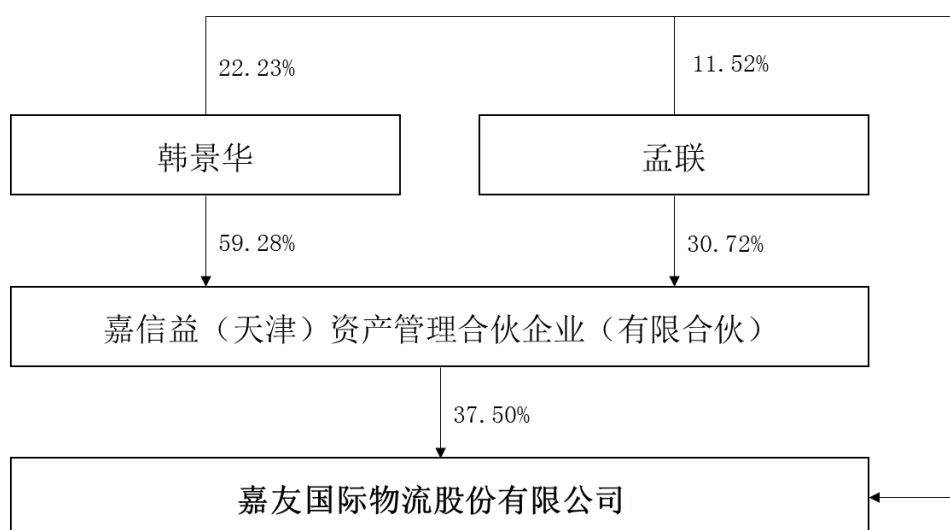 22.23%
11.52%
韩景华
孟联
59.28%
30.72%
嘉信益（天津）资产管理合伙企业（有限合伙）
37.50%
嘉友国际物流股份有限公司